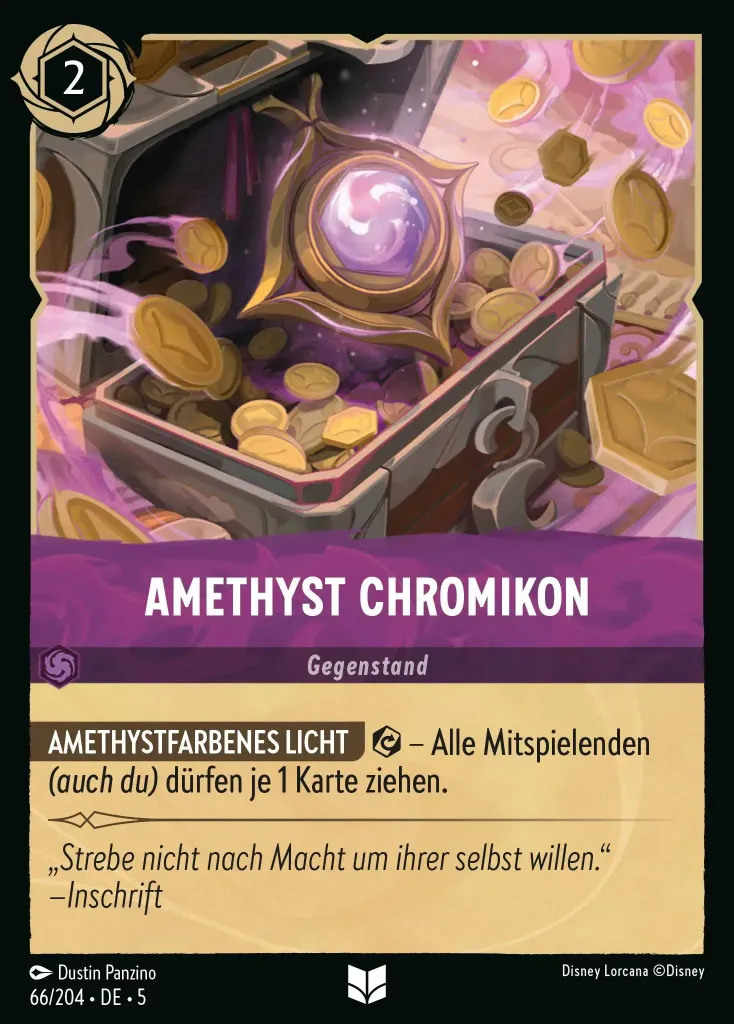 2
AMETHYST CHROMIKON
Gegenstand
AMETHYSTFARBENES LICHT – Alle Mitspielenden
(auch du) dürfen je 1 Karte ziehen.
„Strebe nicht nach Macht um ihrer selbst willen.“
–Inschrift
Dustin Panzino
Disney Lorcana ©Disney
66/204 • DE • 5